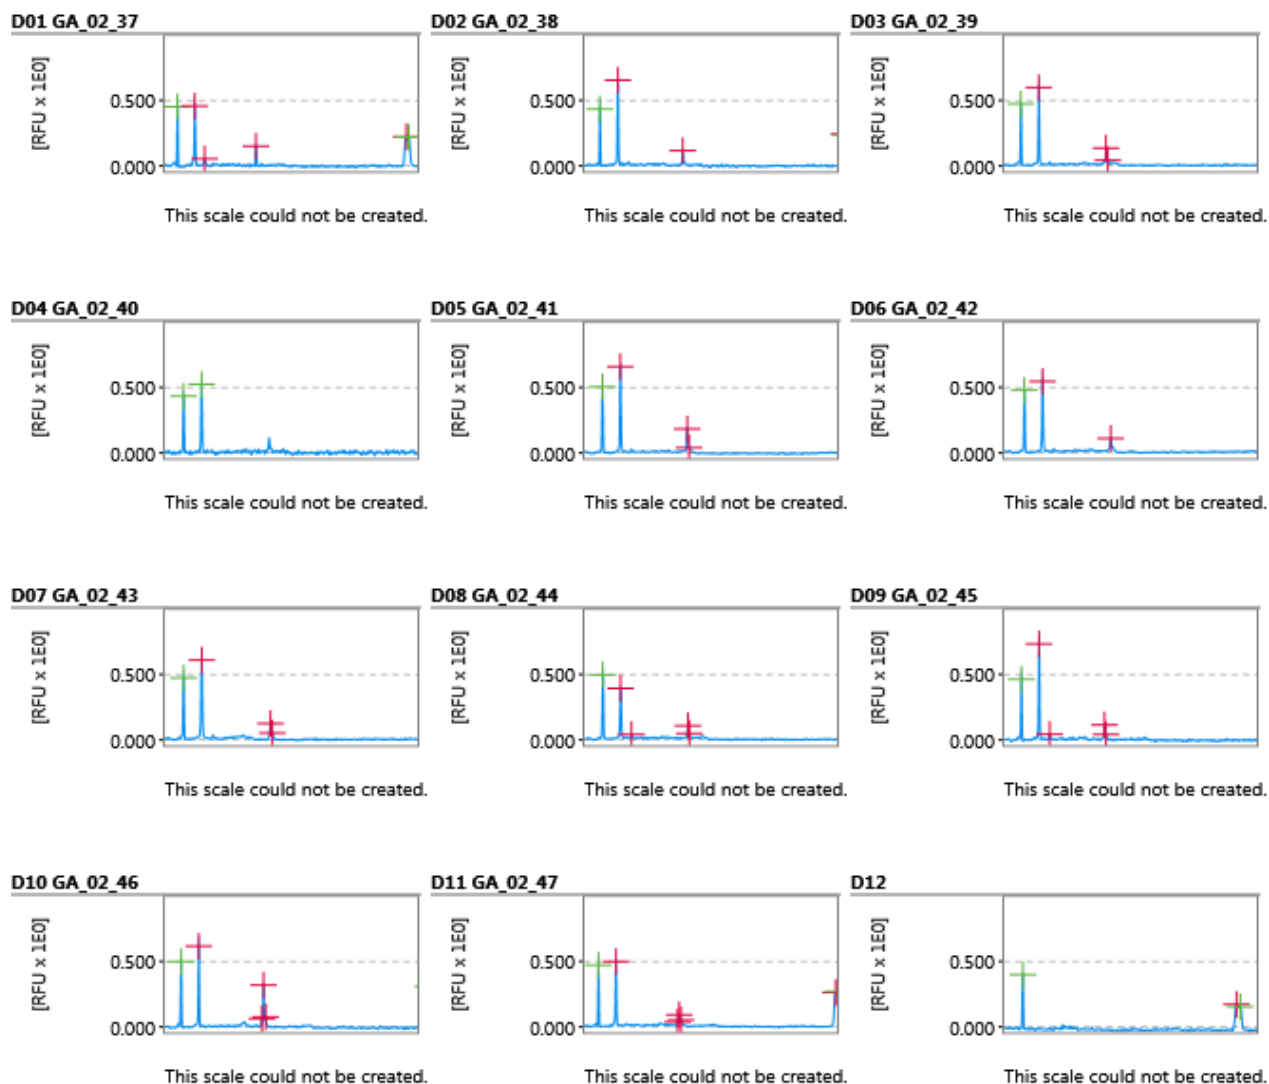 D01 GA_02_37 D02 GA_02_38 D03 GA_02_39
[RFU x 1E0] 0.500 0.000 [RFU x 1E0] 0.500 0.000 [RFU x 1E0] 0.500 0.000
This scale could not be created. This scale could not be created. This scale could not be created.
D04 GA_02_40 D05 GA_02_41 D06 GA_02_42
[RFU x 1E0] 0.500 0.000 [RFU x 1E0] 0.500 0.000 [RFU x 1E0] 0.500 0.000
This scale could not be created. This scale could not be created. This scale could not be created.
D07 GA_02_43 D08 GA_02_44 D09 GA_02_45
[RFU x 1E0] 0.500 0.000 [RFU x 1E0] 0.500 0.000 [RFU x 1E0] 0.500 0.000
This scale could not be created. This scale could not be created. This scale could not be created.
D10 GA_02_46 D11 GA_02_47 D12
[RFU x 1E0] 0.500 0.000 [RFU x 1E0] 0.500 0.000 [RFU x 1E0] 0.500 0.000
This scale could not be created. This scale could not be created. This scale could not be created.